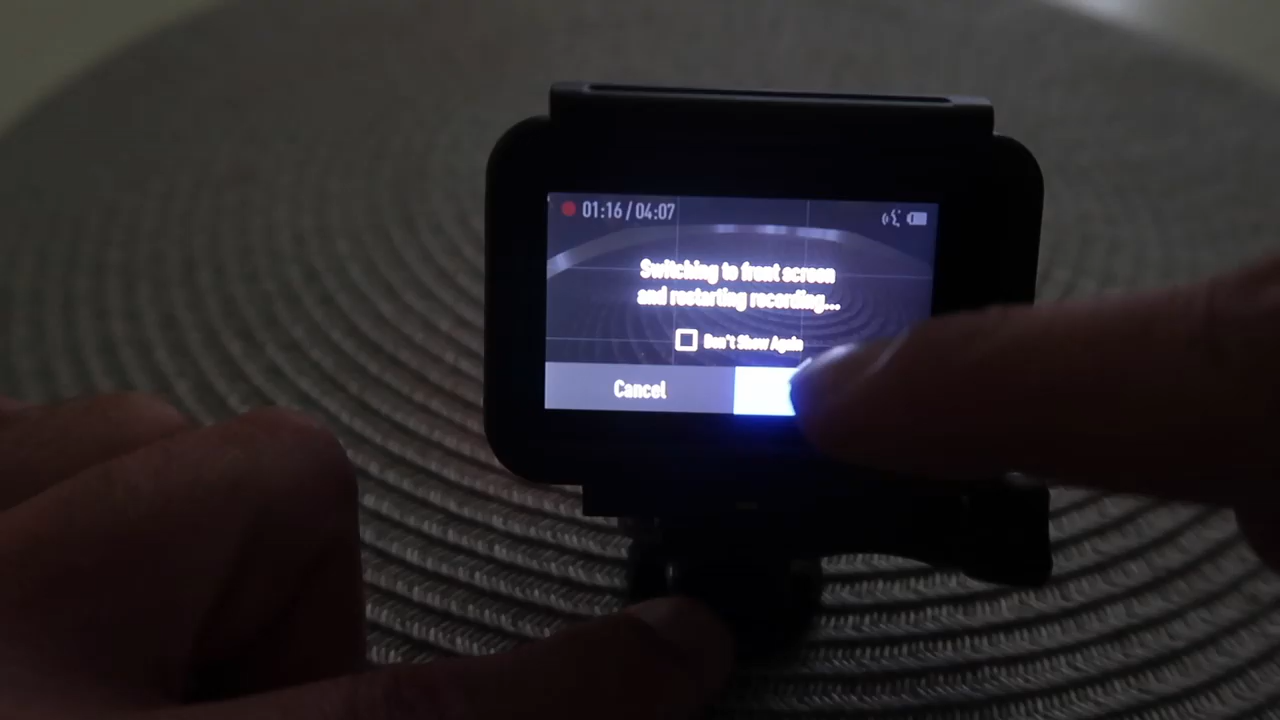 01:16 / 04:07
Switching to front screen
and restarting recording...
Don't Show Again
Cancel